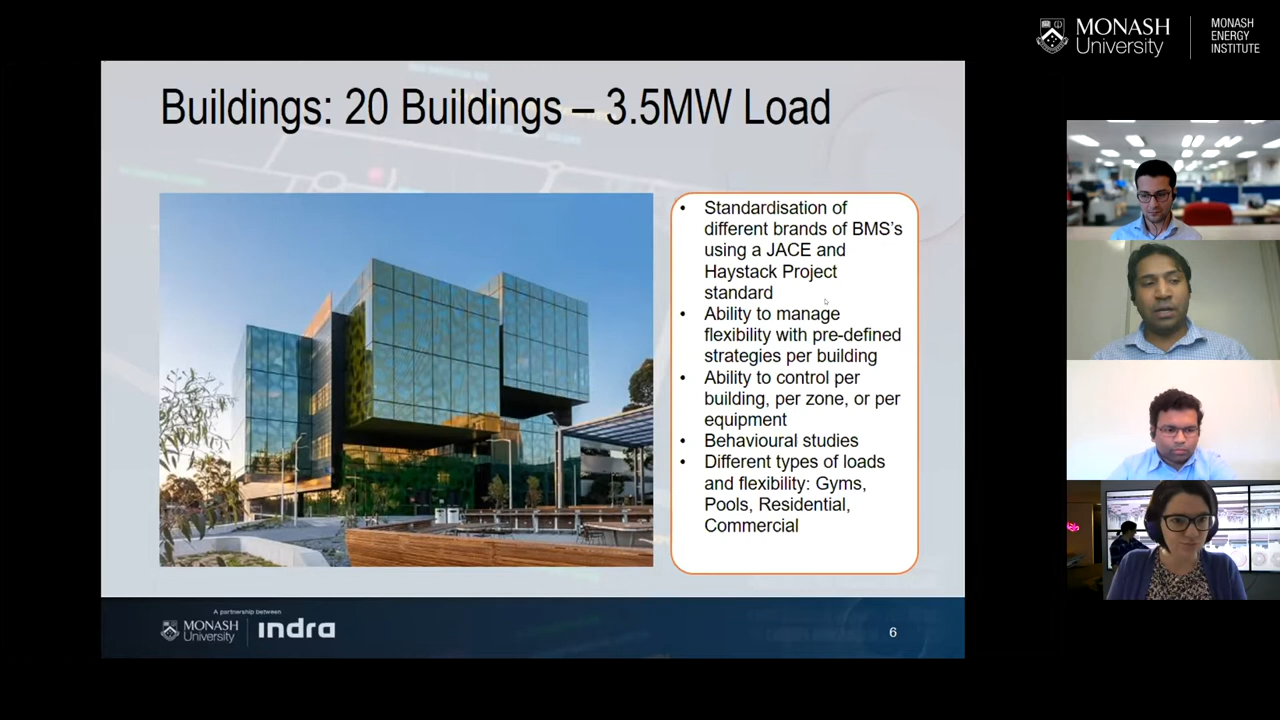 MONASH
University
MONASH
ENERGY
INSTITUTE
Buildings: 20 Buildings – 3.5MW Load
• Standardisation of
different brands of BMS's
using a JACE and
Haystack Project
standard
• Ability to manage
flexibility with pre-defined
strategies per building
• Ability to control per
building, per zone, or per
equipment
• Behavioural studies
• Different types of loads
and flexibility: Gyms,
Pools, Residential,
Commercial
A partnership between
MONASH
University
indra
6